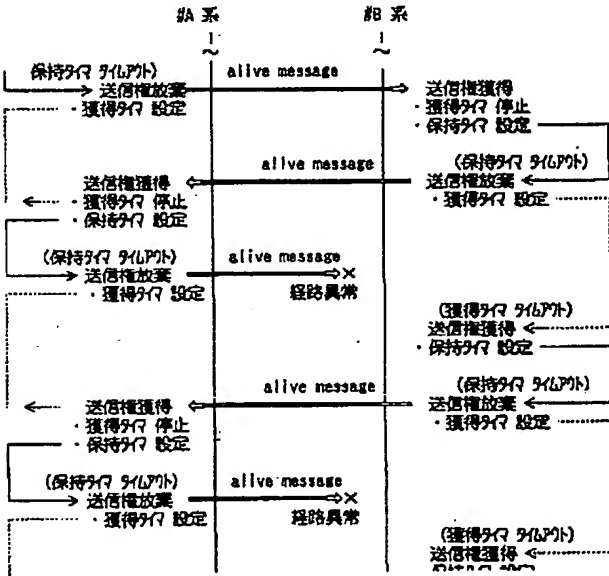 #A 系
#B 系
保持タイマ タイムアウト)
送信権放棄
・獲得タイマ 設定
alive message
送信権獲得
・獲得タイマ 停止
・保持タイマ 設定
alive message
(保持タイマ タイムアウト)
送信権放棄
・獲得タイマ 設定
送信権獲得
・獲得タイマ 停止
・保持タイマ 設定
(保持タイマ タイムアウト)
送信権放棄
・獲得タイマ 設定
alive message
経路異常
(獲得タイマ タイムアウト)
送信権獲得
・保持タイマ 設定
alive message
(保持タイマ タイムアウト)
送信権放棄
・獲得タイマ 設定
送信権獲得
・獲得タイマ 停止
・保持タイマ 設定
(保持タイマ タイムアウト)
送信権放棄
・獲得タイマ 設定
alive message
経路異常
(獲得タイマ タイムアウト)
送信権獲得